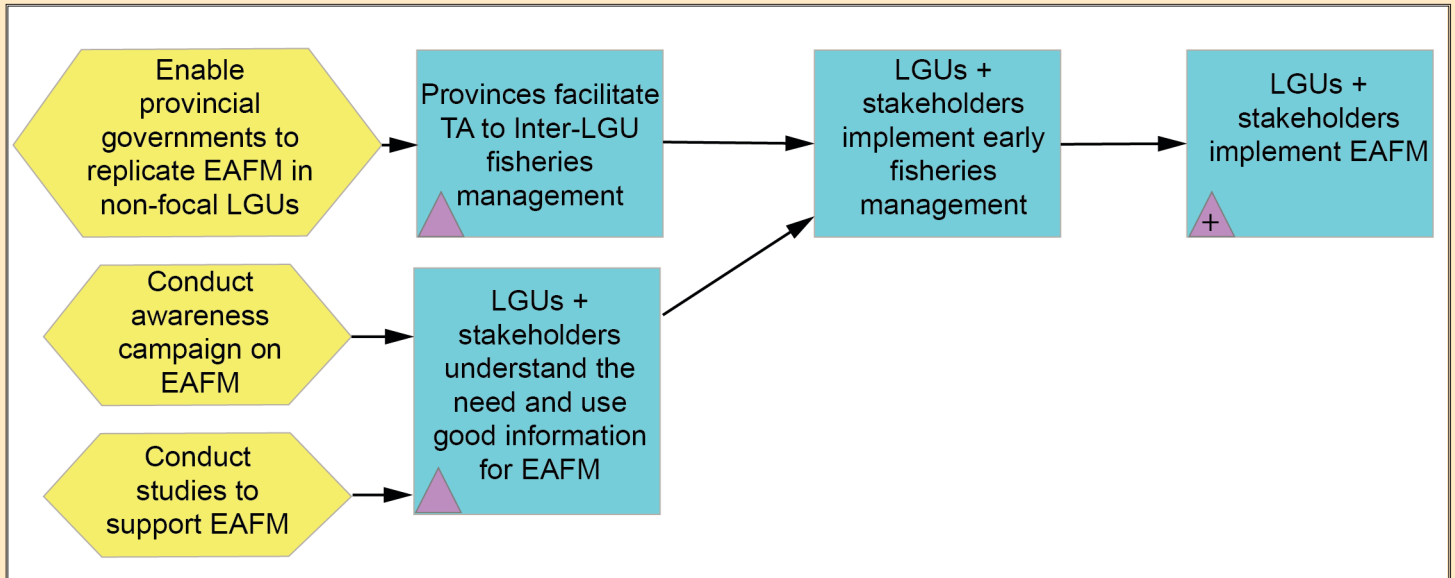 Enable
provincial
governments to
replicate EAFM in
non-focal LGUs
Provinces facilitate
TA to Inter-LGU
fisheries
management
LGUs +
stakeholders
implement early
fisheries
management
LGUs +
stakeholders
implement EAFM
+
Conduct
awareness
campaign on
EAFM
LGUs +
stakeholders
understand the
need and use
good information
for EAFM
Conduct
studies to
support EAFM